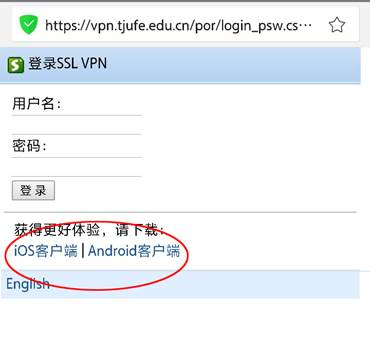 https://vpn.tjufe.edu.cn/por/login_psw.cs…
登录SSL VPN
用户名：
密码：
登 录
获得更好体验，请下载：
iOS客户端 | Android客户端
English